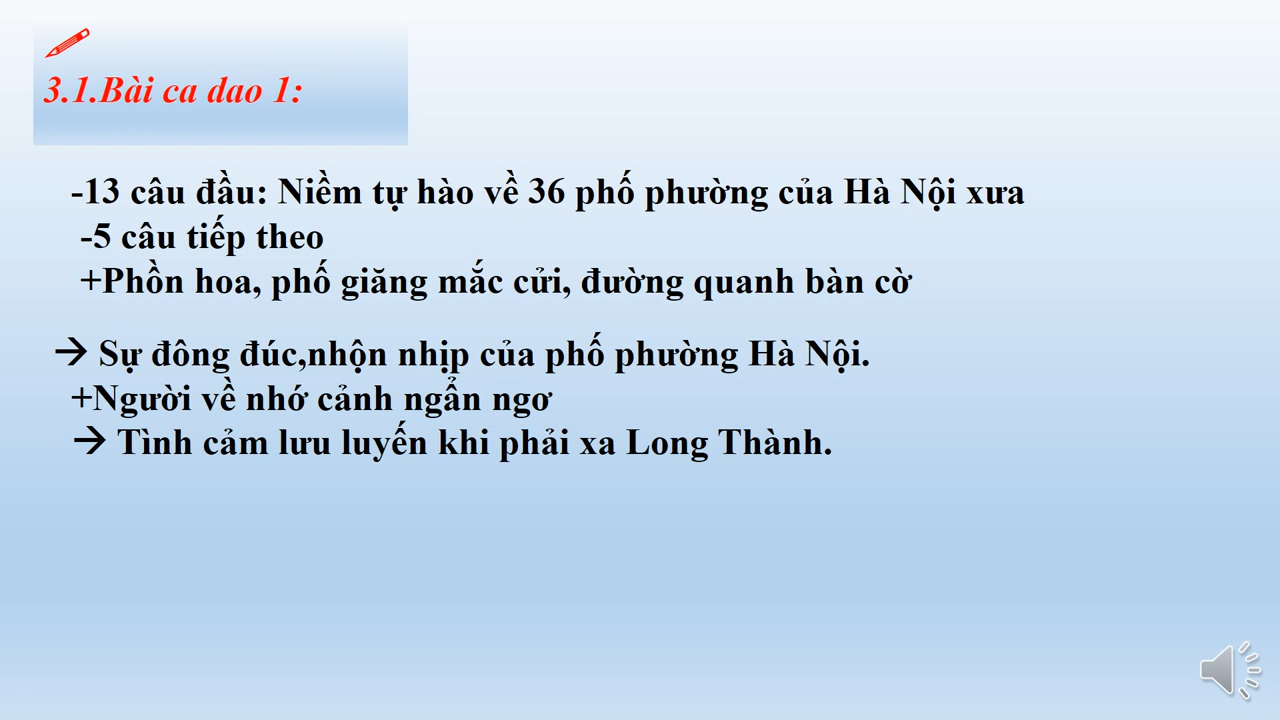 3.1.Bài ca dao 1:
-13 câu đầu: Niềm tự hào về 36 phố phường của Hà Nội xưa
-5 câu tiếp theo
+Phồn hoa, phố giăng mắc cửi, đường quanh bàn cờ
→ Sự đông đúc,nhộn nhịp của phố phường Hà Nội.
+Người về nhớ cảnh ngẩn ngơ
→ Tình cảm lưu luyến khi phải xa Long Thành.